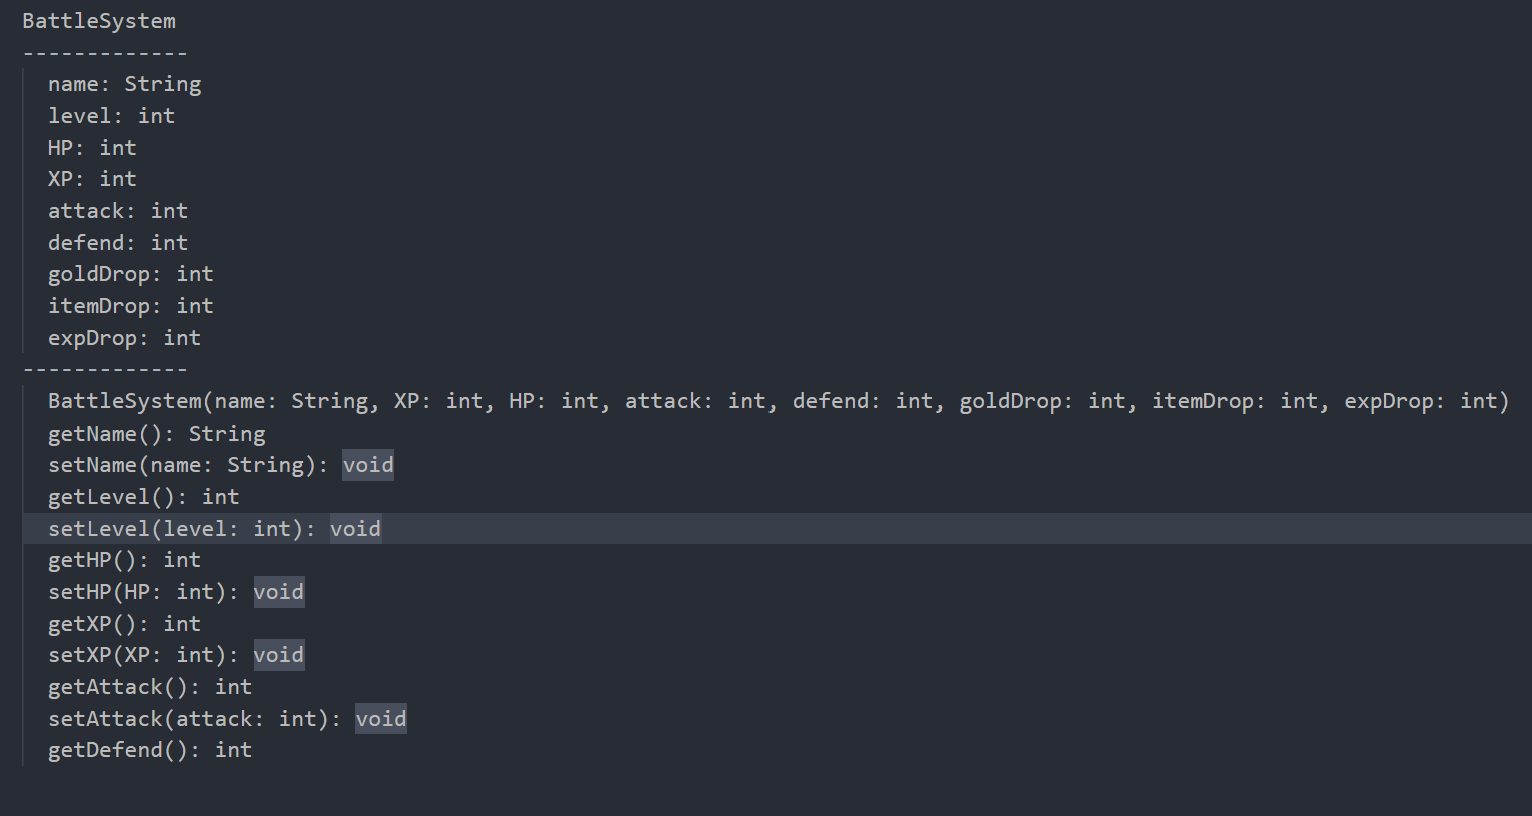 BattleSystem
-------------
name: String
level: int
HP: int
XP: int
attack: int
defend: int
goldDrop: int
itemDrop: int
expDrop: int
-------------
BattleSystem(name: String, XP: int, HP: int, attack: int, defend: int, goldDrop: int, itemDrop: int, expDrop: int)
getName(): String
setName(name: String): void
getLevel(): int
setLevel(level: int): void
getHP(): int
setHP(HP: int): void
getXP(): int
setXP(XP: int): void
getAttack(): int
setAttack(attack: int): void
getDefend(): int